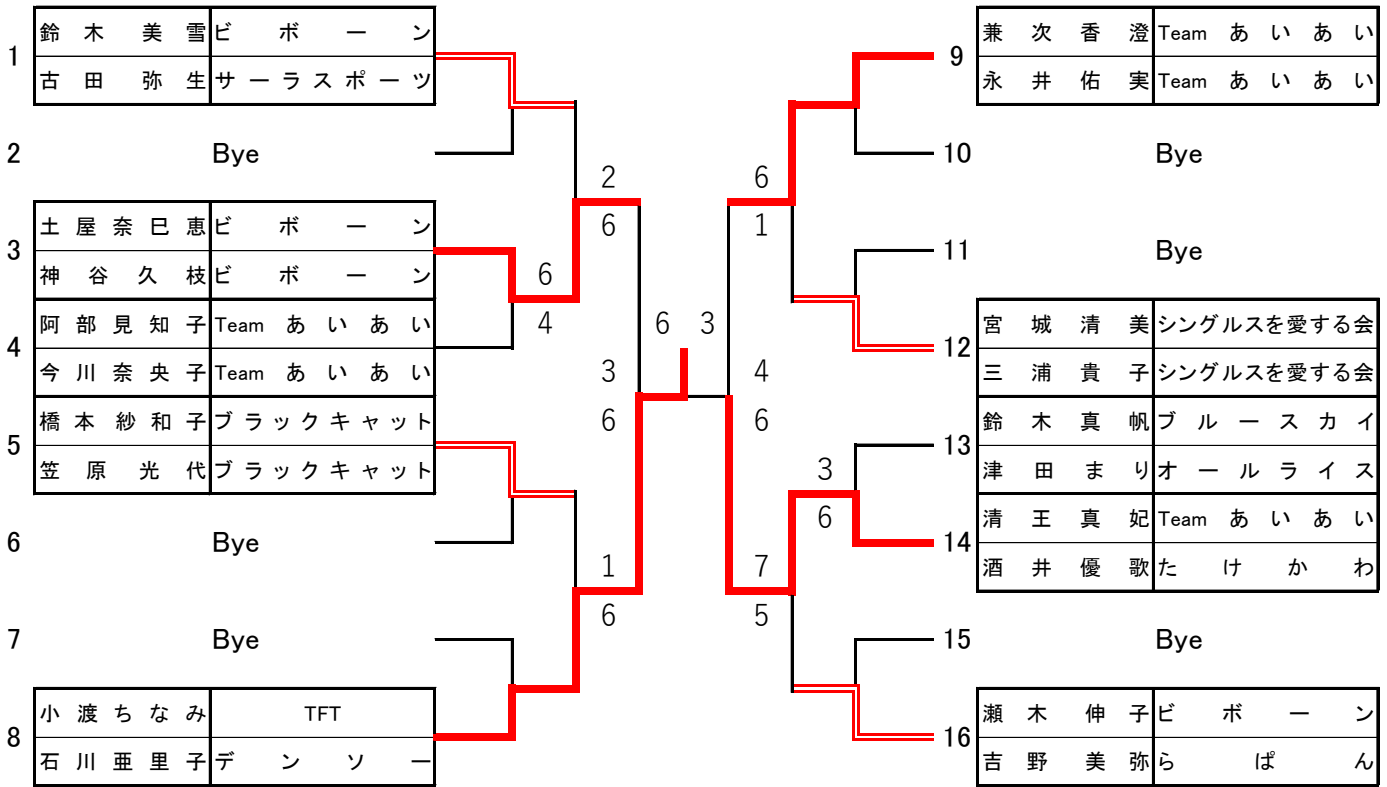 1 鈴木美雪 ビボーン
古田弥生 サーラスポーツ
2 Bye
3 土屋奈巳恵 ビボーン
神谷久枝 ビボーン
4 阿部見知子 Team あいあい
今川奈央子 Team あいあい
5 橋本紗和子 ブラックキャット
笠原光代 ブラックキャット
6 Bye
7 Bye
8 小渡ちなみ TFT
石川亜里子 デンソー
6
4
2
6
1
6
3
6
6 3
6
1
4
6
3
6
7
5
9 兼次香澄 Team あいあい
永井佑実 Team あいあい
10 Bye
11 Bye
12 宮城清美 シングルスを愛する会
三浦貴子 シングルスを愛する会
13 鈴木真帆 ブルースカイ
津田まり オールライス
14 清王真妃 Team あいあい
酒井優歌 たけかわ
15 Bye
16 瀬木伸子 ビボーン
吉野美弥 らぱん